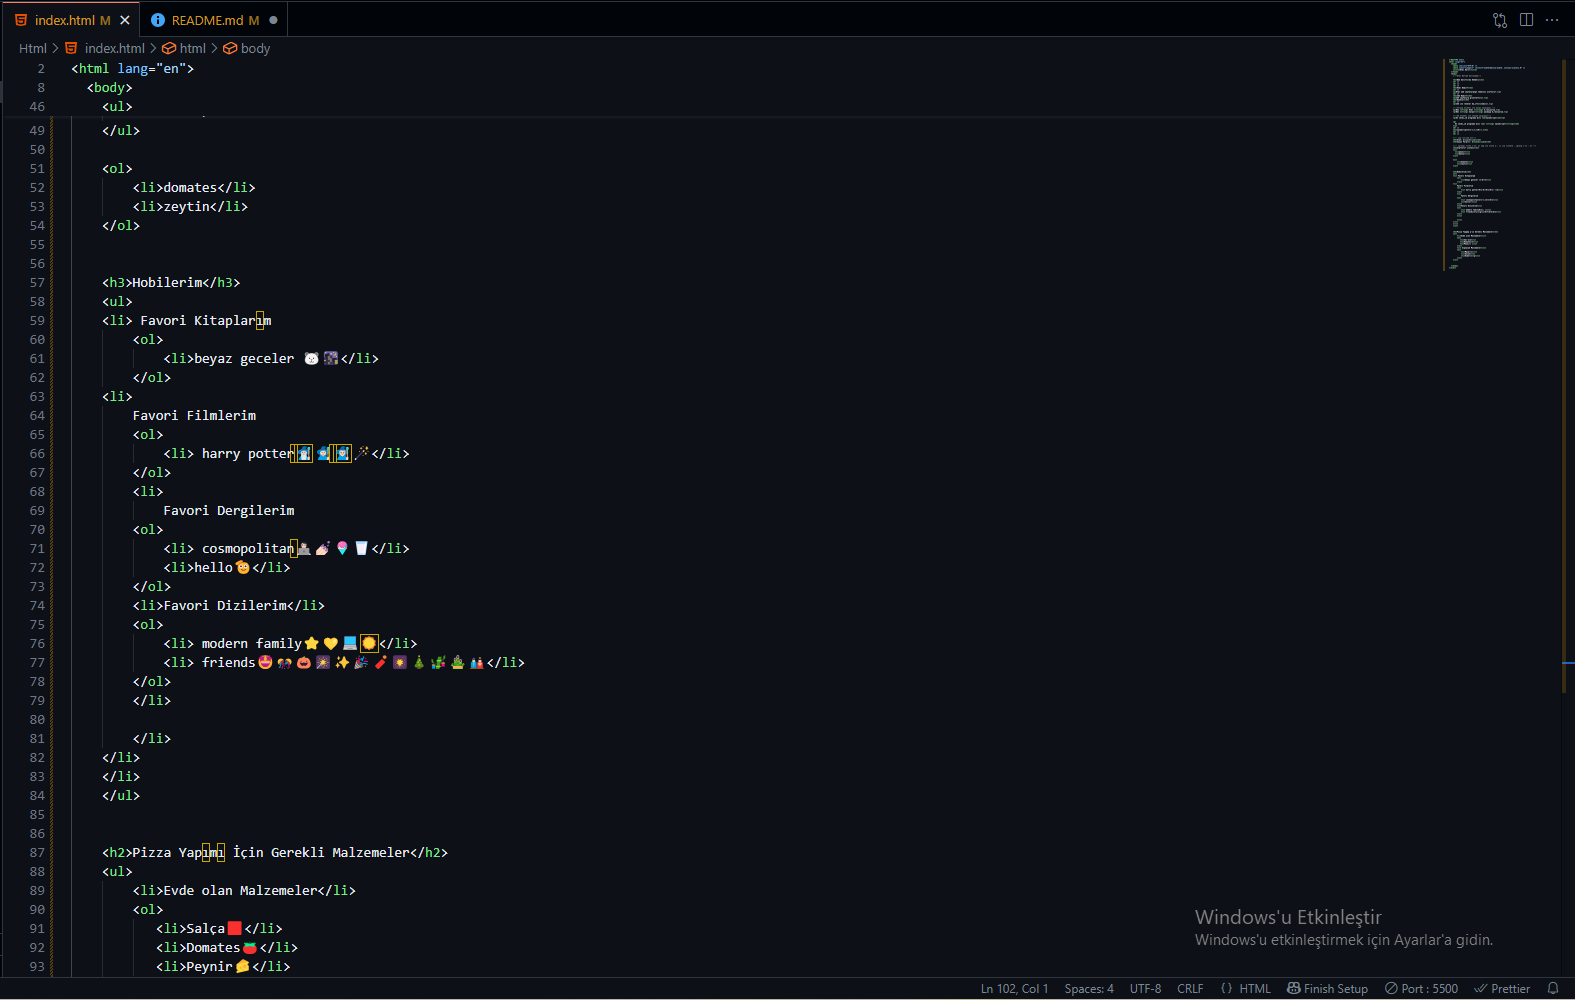 index.html M
README.md M
Html > index.html > html > body
2 <html lang="en">
8 <body>
46 <ul>
49 </ul>
50
51 <ol>
52 <li>domates</li>
53 <li>zeytin</li>
54 </ol>
55
56
57 <h3>Hobilerim</h3>
58 <ul>
59 <li> Favori Kitaplarım
60 <ol>
61 <li>beyaz geceler 🐻‍❄️🎆</li>
62 </ol>
63 <li>
64 Favori Filmlerim
65 <ol>
66 <li> harry potter🧙🏻‍♂️🧙🏻‍♂️🪄</li>
67 </ol>
68 <li>
69 Favori Dergilerim
70 <ol>
71 <li> cosmopolitan💅🏻🍧🥛</li>
72 <li>hello🫡</li>
73 </ol>
74 <li>Favori Dizilerim</li>
75 <ol>
76 <li> modern family⭐💛💻🌞</li>
77 <li> friends🤩🎊🎃🎆✨🎉🧨🎇🎄🎋🎍🎎</li>
78 </ol>
79 </li>
80
81 </li>
82 </li>
83 </li>
84 </ul>
85
86
87 <h2>Pizza Yapımı İçin Gerekli Malzemeler</h2>
88 <ul>
89 <li>Evde olan Malzemeler</li>
90 <ol>
91 <li>Salça🟥</li>
92 <li>Domates🍅</li>
93 <li>Peynir🧀</li>
Windows'u Etkinleştir
Windows'u etkinleştirmek için Ayarlar'a gidin.
Ln 102, Col 1 Spaces: 4 UTF-8 CRLF {} HTML Finish Setup Port : 5500 Prettier